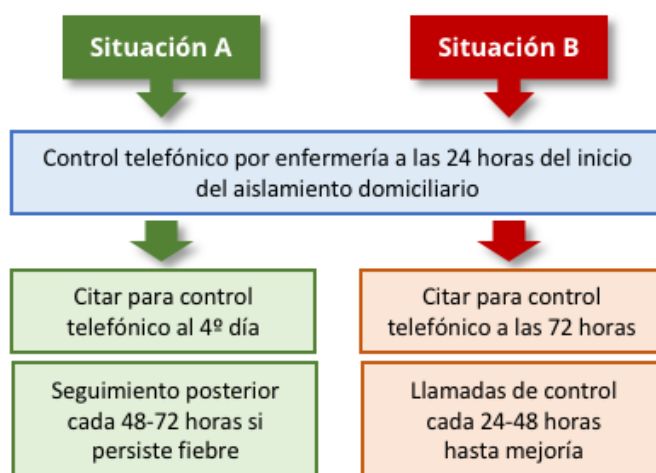 Situación A
Situación B
Control telefónico por enfermería a las 24 horas del inicio
del aislamiento domiciliario
Citar para control
telefónico al 4º día
Citar para control
telefónico a las 72 horas
Seguimiento posterior
cada 48-72 horas si
persiste fiebre
Llamadas de control
cada 24-48 horas
hasta mejoría